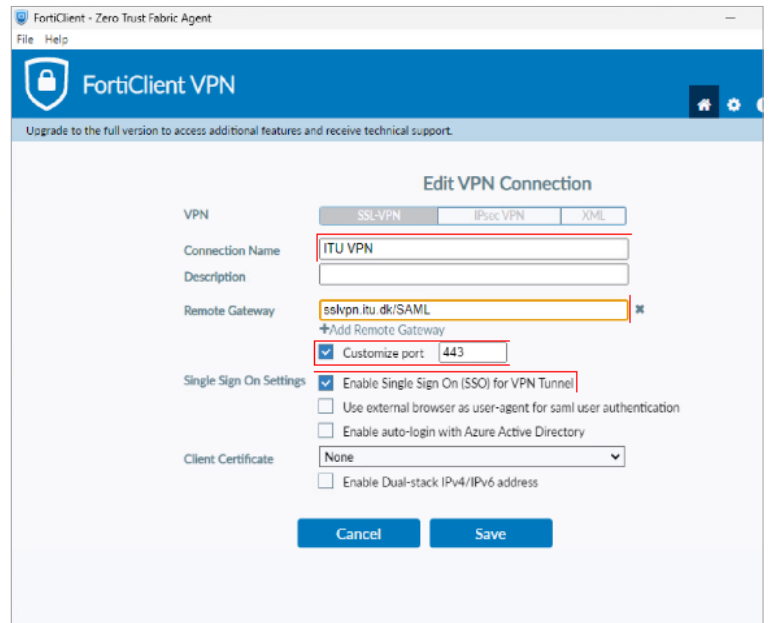 FortiClient - Zero Trust Fabric Agent
File Help
FortiClient VPN
Upgrade to the full version to access additional features and receive technical support.
Edit VPN Connection
VPN SSL-VPN IPsec VPN XML
Connection Name ITU VPN
Description
Remote Gateway sslvpn.itu.dk/SAML
+Add Remote Gateway
Customize port 443
Single Sign On Settings Enable Single Sign On (SSO) for VPN Tunnel
Use external browser as user-agent for saml user authentication
Enable auto-login with Azure Active Directory
Client Certificate None
Enable Dual-stack IPv4/IPv6 address
Cancel Save